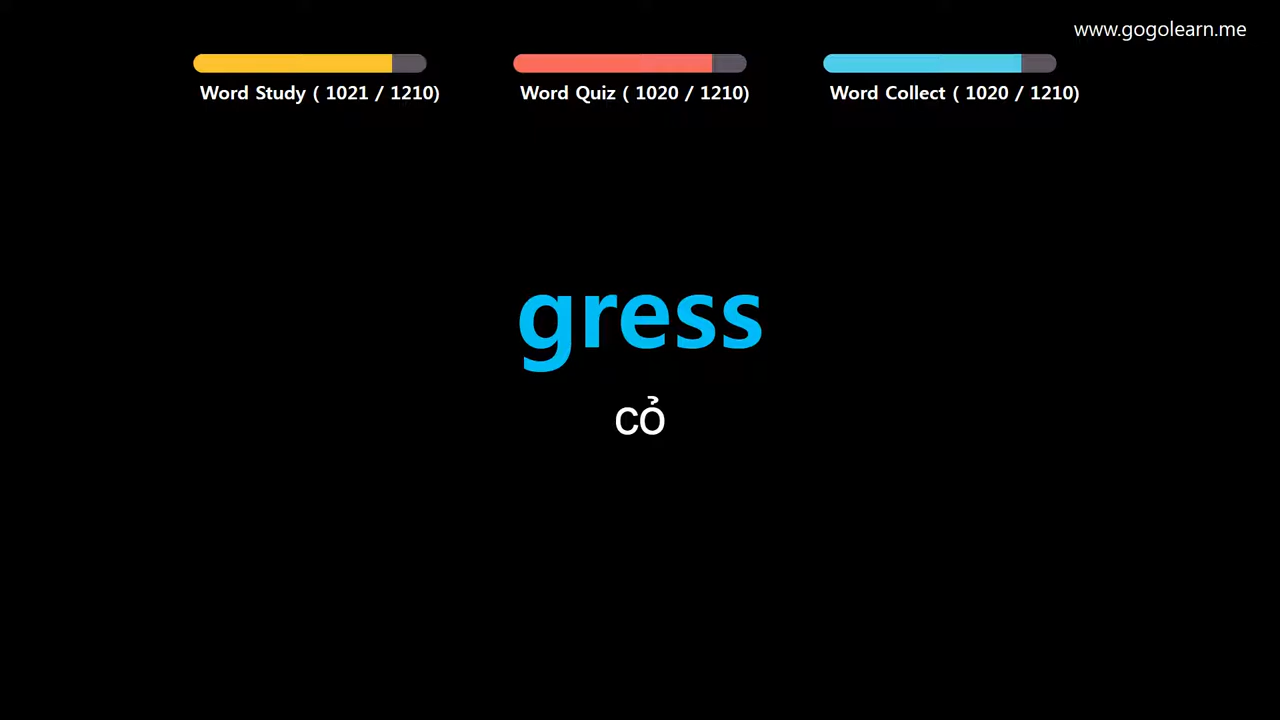 www.gogolearn.me
Word Study ( 1021 / 1210)
Word Quiz ( 1020 / 1210)
Word Collect ( 1020 / 1210)
gress
cỏ